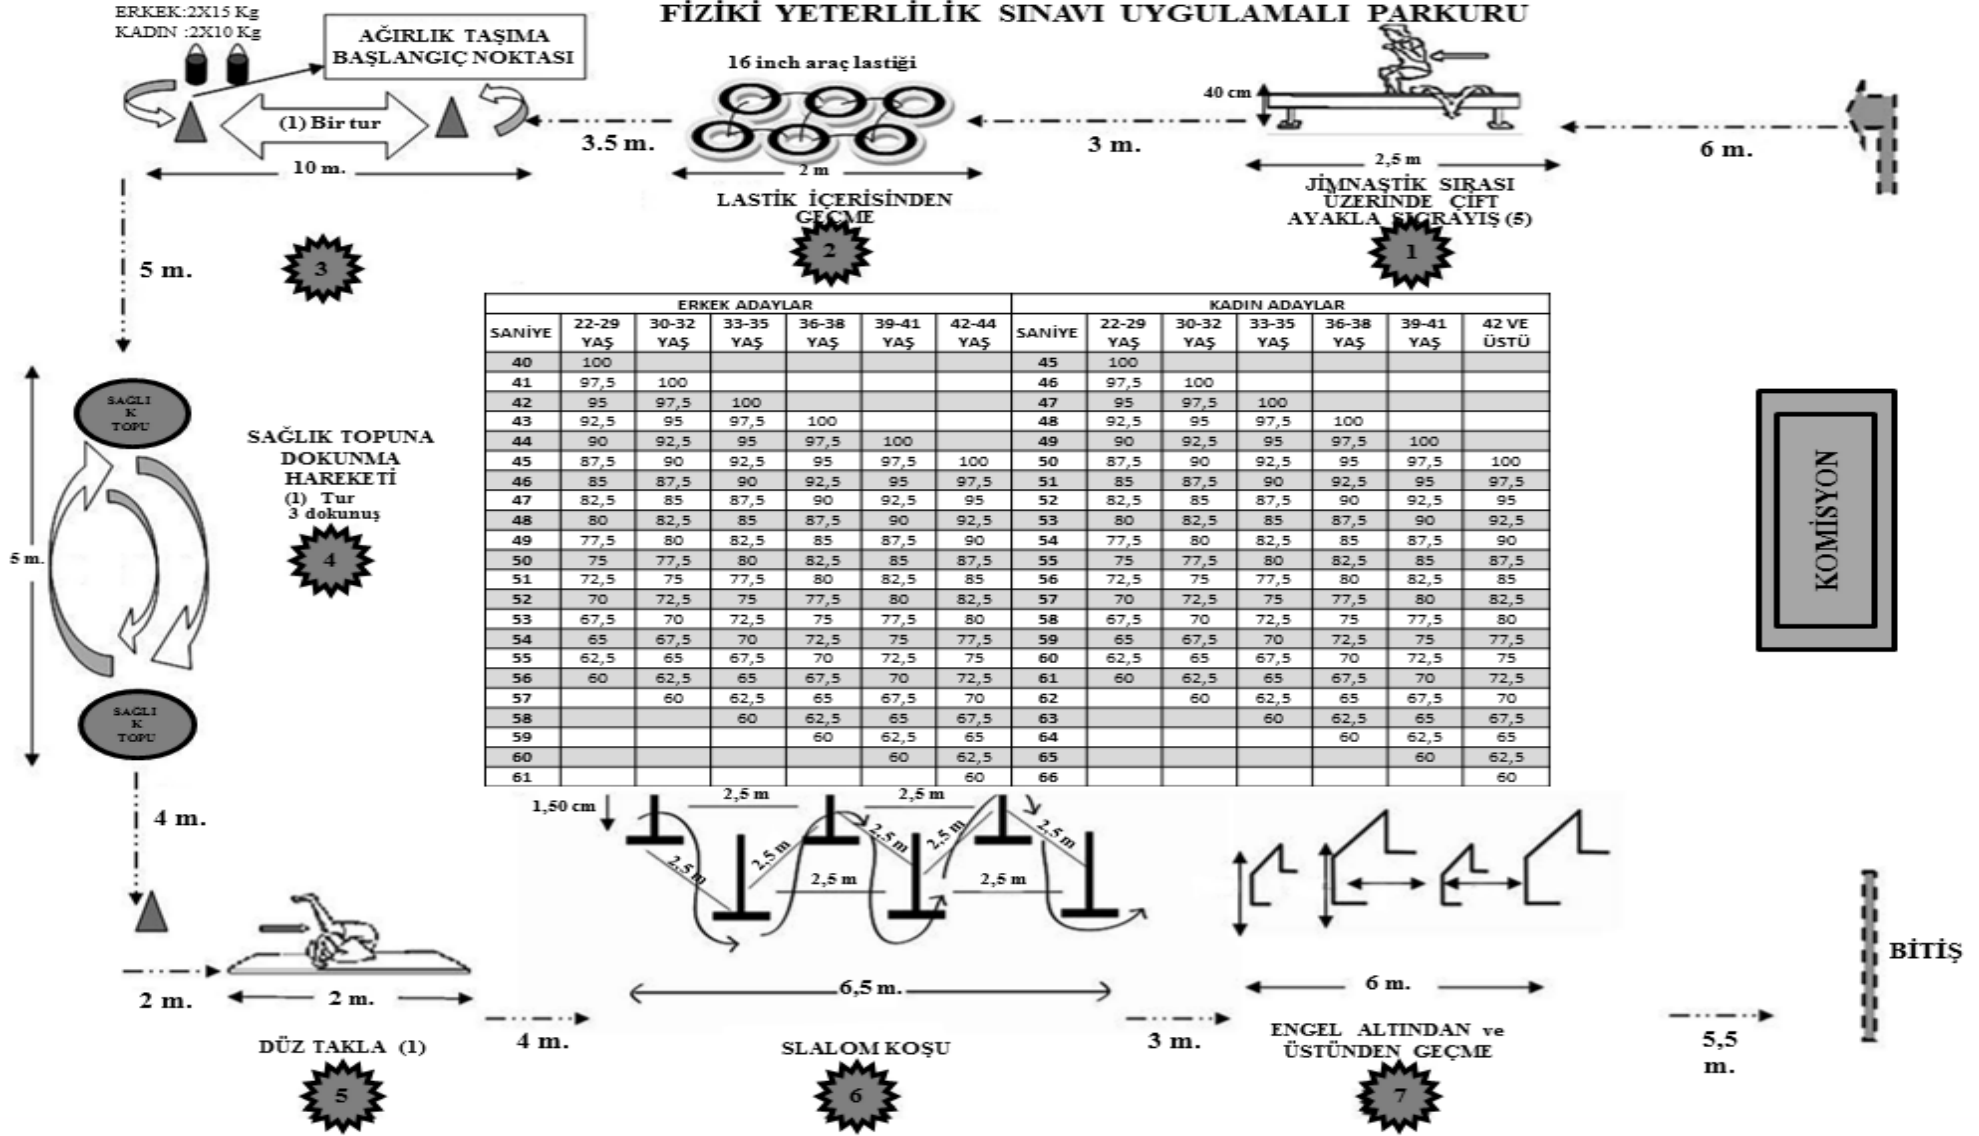 FİZİKİ YETERLİLİK SINAVI UYGULAMALI PARKURU
ERKEK:2X15 Kg
KADIN :2X10 Kg
AĞIRLIK TAŞIMA
BAŞLANGIÇ NOKTASI
(1) Bir tur
10 m.
3
3.5 m.
16 inch araç lastiği
2 m
LASTİK İÇERİSİNDEN
GEÇME
2
3 m.
40 cm
2,5 m
JİMNASTİK SIRASI
ÜZERİNDE ÇİFT
AYAKLA SIÇRAYIŞ (5)
1
6 m.
5 m.
SAĞLI
K
TOPU
SAĞLIK TOPUNA
DOKUNMA
HAREKETİ
(1) Tur
3 dokunuş
4
5 m.
SAĞLI
K
TOPU
4 m.
ERKEK ADAYLAR KADIN ADAYLAR
SANİYE 22-29 YAŞ 30-32 YAŞ 33-35 YAŞ 36-38 YAŞ 39-41 YAŞ 42-44 YAŞ SANİYE 22-29 YAŞ 30-32 YAŞ 33-35 YAŞ 36-38 YAŞ 39-41 YAŞ 42 VE ÜSTÜ
40 100 45 100
41 97,5 100 46 97,5 100
42 95 97,5 100 47 95 97,5 100
43 92,5 95 97,5 100 48 92,5 95 97,5 100
44 90 92,5 95 97,5 100 49 90 92,5 95 97,5 100
45 87,5 90 92,5 95 97,5 100 50 87,5 90 92,5 95 97,5 100
46 85 87,5 90 92,5 95 97,5 51 85 87,5 90 92,5 95 97,5
47 82,5 85 87,5 90 92,5 95 52 82,5 85 87,5 90 92,5 95
48 80 82,5 85 87,5 90 92,5 53 80 82,5 85 87,5 90 92,5
49 77,5 80 82,5 85 87,5 90 54 77,5 80 82,5 85 87,5 90
50 75 77,5 80 82,5 85 87,5 55 75 77,5 80 82,5 85 87,5
51 72,5 75 77,5 80 82,5 85 56 72,5 75 77,5 80 82,5 85
52 70 72,5 75 77,5 80 82,5 57 70 72,5 75 77,5 80 82,5
53 67,5 70 72,5 75 77,5 80 58 67,5 70 72,5 75 77,5 80
54 65 67,5 70 72,5 75 77,5 59 65 67,5 70 72,5 75 77,5
55 62,5 65 67,5 70 72,5 75 60 62,5 65 67,5 70 72,5 75
56 60 62,5 65 67,5 70 72,5 61 60 62,5 65 67,5 70 72,5
57 60 62,5 65 67,5 70 62 60 62,5 65 67,5 70
58 60 62,5 65 67,5 63 60 62,5 65 67,5
59 60 62,5 65 64 60 62,5 65
60 60 62,5 65 60 62,5
61 60 66 60
KOMİSYON
2 m.
2 m.
DÜZ TAKLA (1)
5
4 m.
1,50 cm
2,5 m
2,5 m
2,5 m
2,5 m
2,5 m
2,5 m
2,5 m
2,5 m
2,5 m
6,5 m.
SLALOM KOŞU
6
3 m.
6 m.
ENGEL ALTINDAN ve
ÜSTÜNDEN GEÇME
7
5,5
m.
BİTİŞ